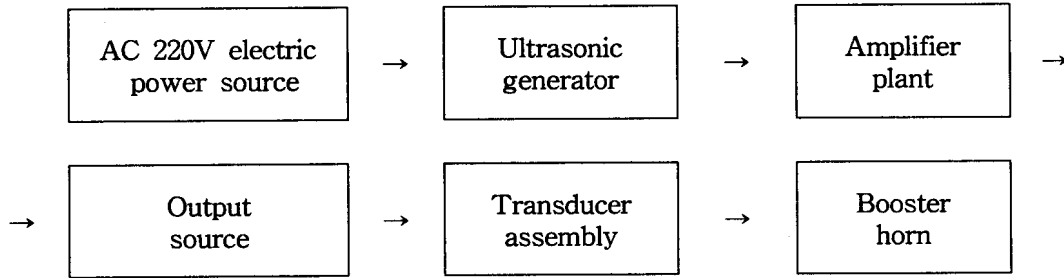 AC 220V electric
power source
→
Ultrasonic
generator
→
Amplifier
plant
→
→
Output
source
→
Transducer
assembly
→
Booster
horn